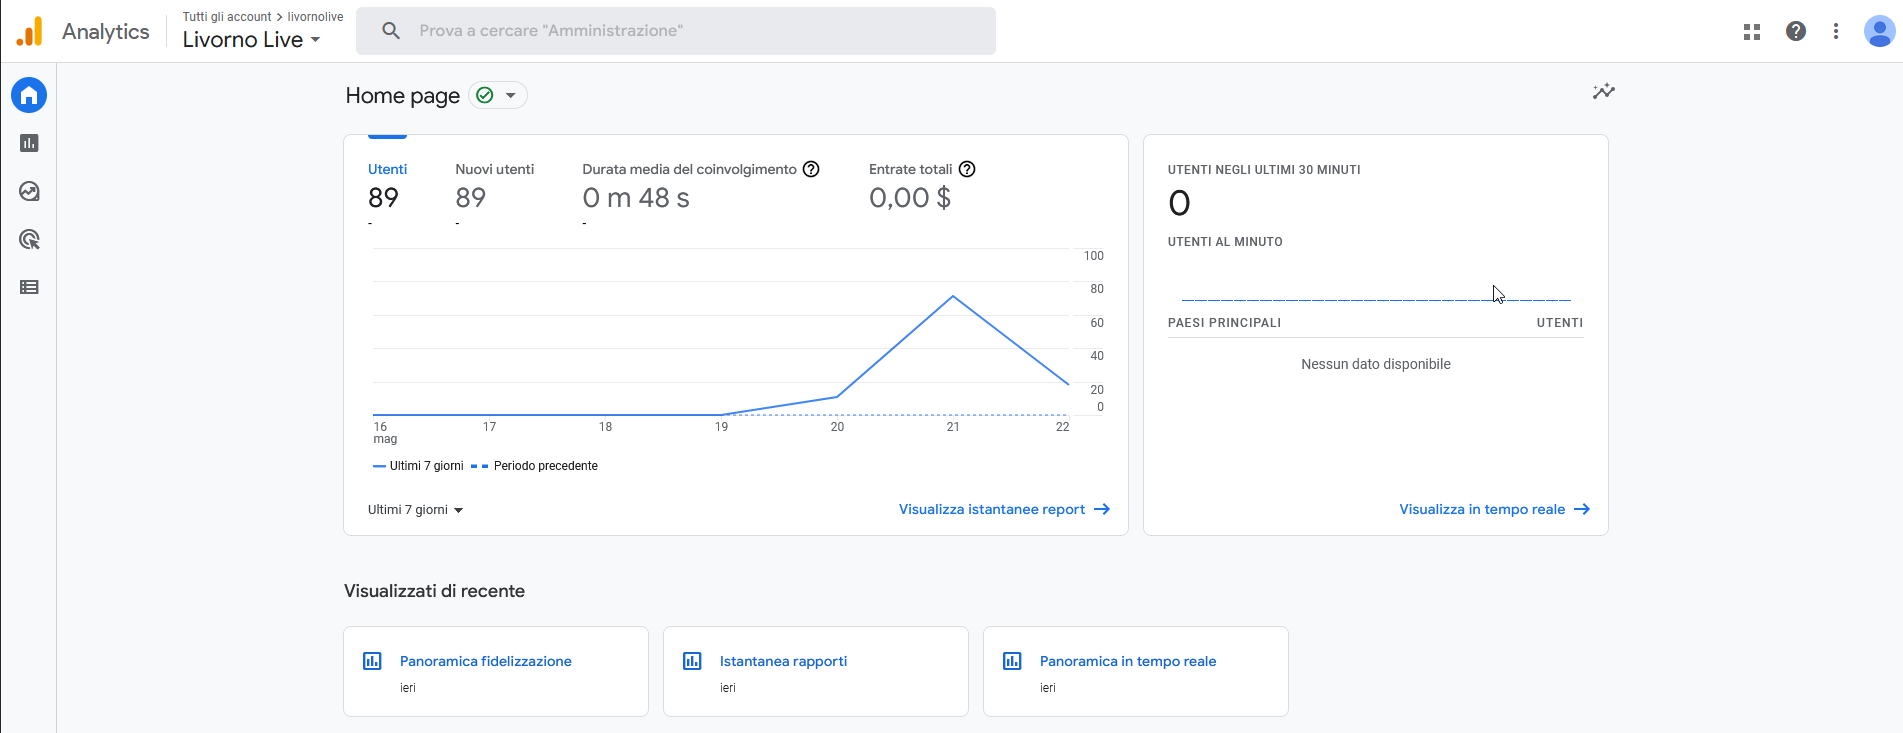 Analytics
Tutti gli account > livornolive
Livorno Live
Prova a cercare "Amministrazione"
Home page
Utenti
89
-
Nuovi utenti
89
-
Durata media del coinvolgimento
0 m 48 s
-
Entrate totali
0,00 $
100
80
60
40
20
0
16 17 18 19 20 21 22
mag
Ultimi 7 giorni Periodo precedente
Ultimi 7 giorni
Visualizza istantanee report
UTENTI NEGLI ULTIMI 30 MINUTI
0
UTENTI AL MINUTO
PAESI PRINCIPALI UTENTI
Nessun dato disponibile
Visualizza in tempo reale
Visualizzati di recente
Panoramica fidelizzazione
ieri
Istantanea rapporti
ieri
Panoramica in tempo reale
ieri